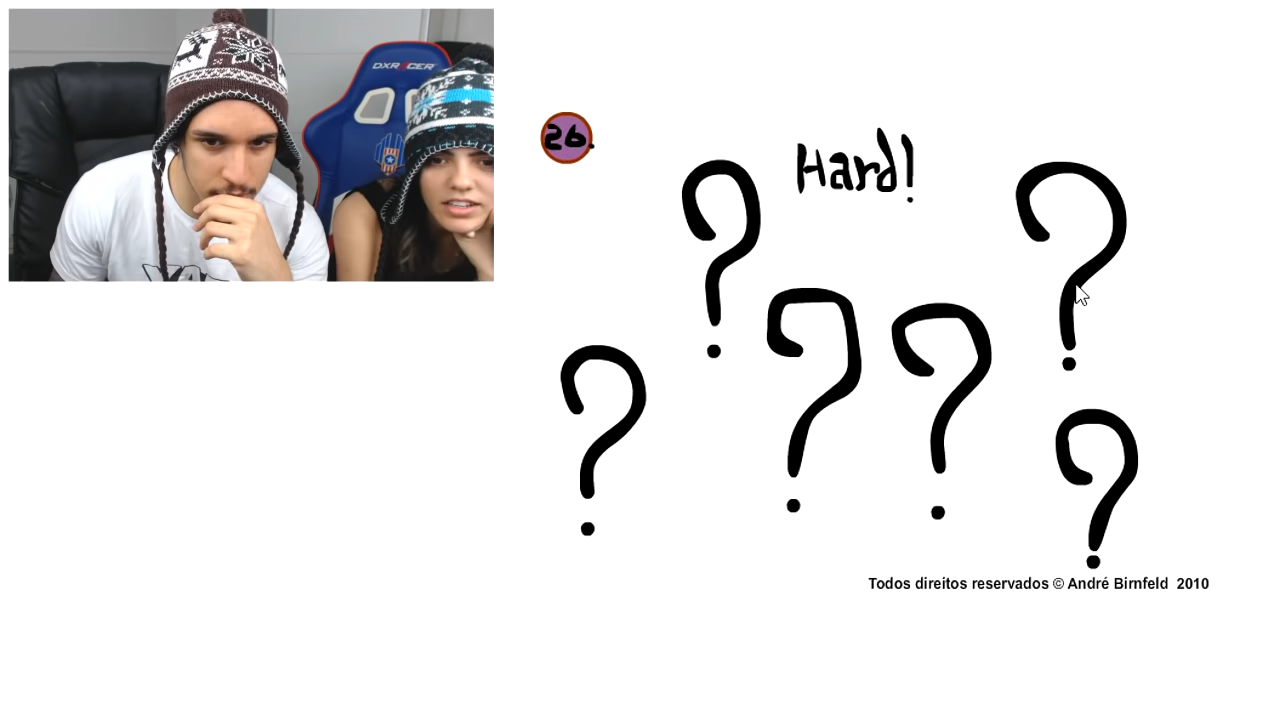 DXRACER
26.
Hard!
? ? ? ? ? ?
Todos direitos reservados © André Birnfeld 2010